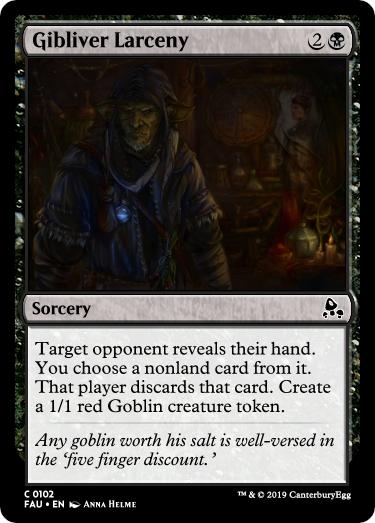 Gibliver Larceny 2
Sorcery
Target opponent reveals their hand.
You choose a nonland card from it.
That player discards that card. Create
a 1/1 red Goblin creature token.
Any goblin worth his salt is well-versed in
the ‘five finger discount.’
C 0102
FAU • EN Anna Helme
™ & © 2019 CanterburyEgg